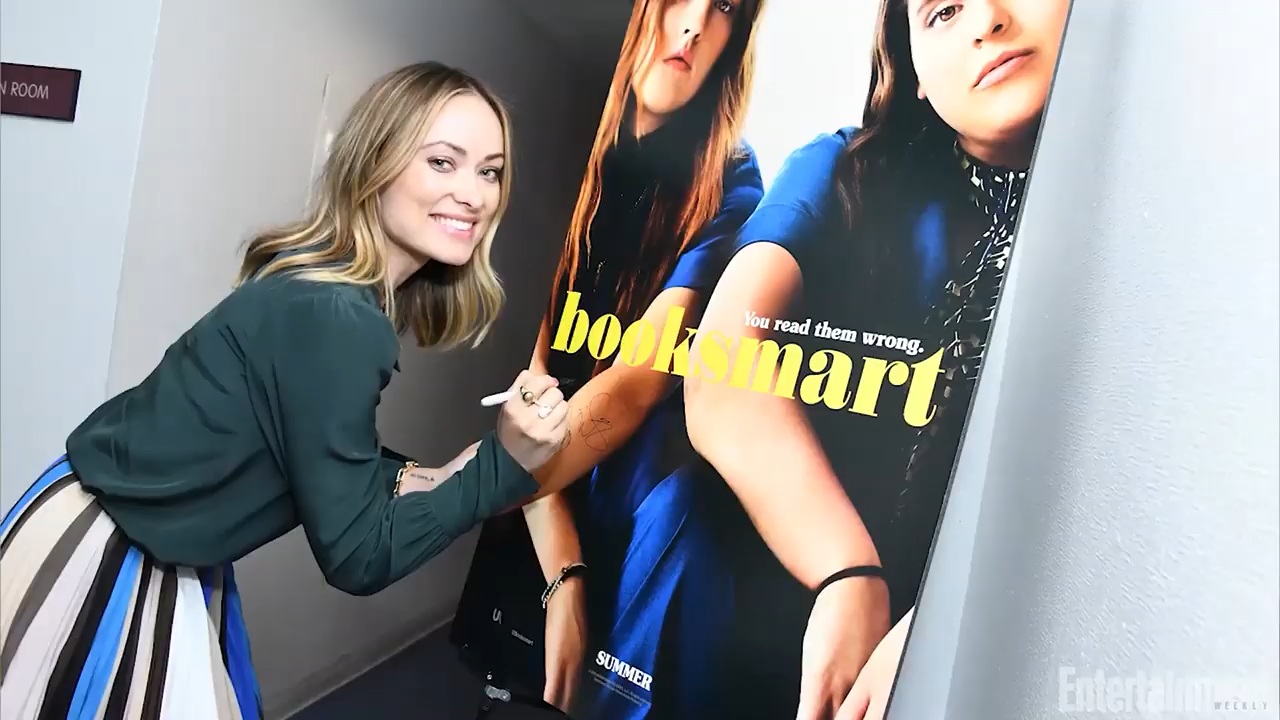 N ROOM
You read them wrong.
booksmart
SUMMER
Entertainment
WEEKLY